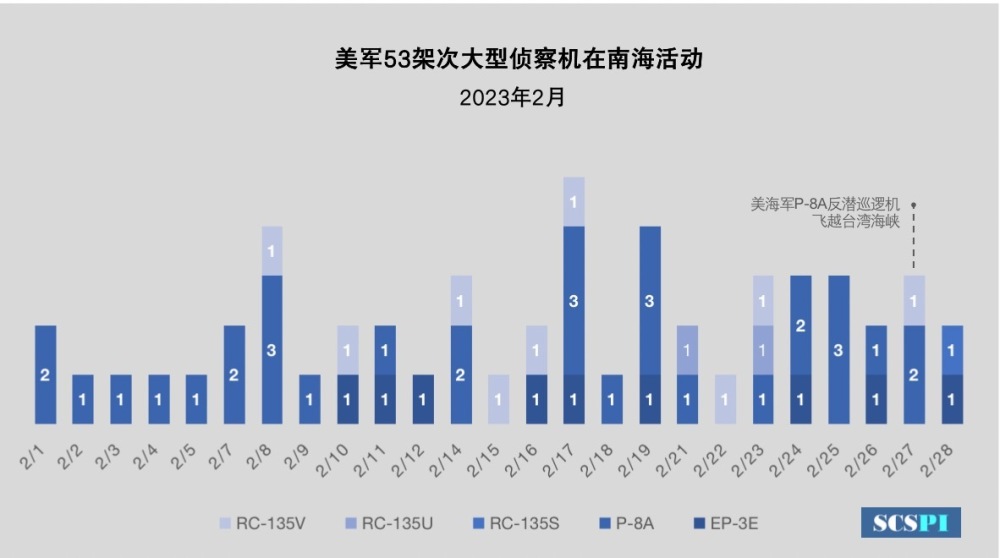 美军53架次大型侦察机在南海活动
2023年2月
美海军P-8A反潜巡逻机
飞越台湾海峡
1
1 3 1
1 1 1 3 3 1 1 1 1 2 3 1 1 1
2 1 1 1 1 2 3 1 1 1 1 2 1 1 1 1 1 1 1 1 1 1 2 1
2/1 2/2 2/3 2/4 2/5 2/7 2/8 2/9 2/10 2/11 2/12 2/14 2/15 2/16 2/17 2/18 2/19 2/21 2/22 2/23 2/24 2/25 2/26 2/27 2/28
RC-135V RC-135U RC-135S P-8A EP-3E
SCSPI